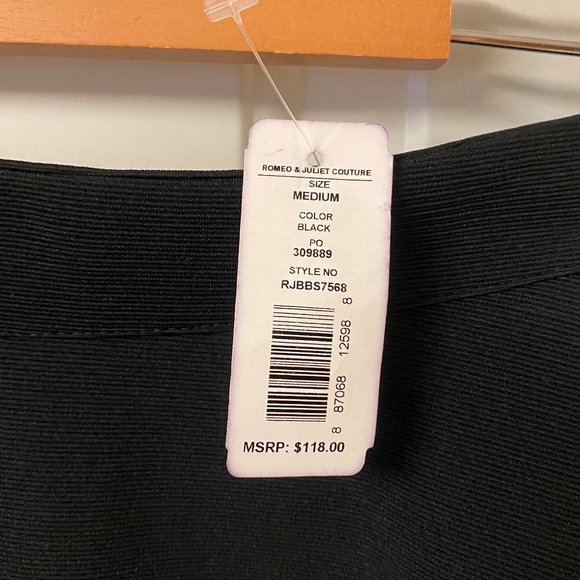 ROMEO & JULIET COUTURE
SIZE
MEDIUM
COLOR
BLACK
PO
309889
STYLE NO
RJBBS7568
8 87068 12598 8
MSRP: $118.00